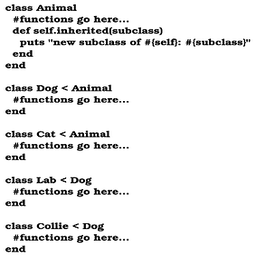 class Animal
#functions go here...
def self.inherited(subclass)
puts "new subclass of #{self}: #{subclass}"
end
end
class Dog < Animal
#functions go here...
end
class Cat < Animal
#functions go here...
end
class Lab < Dog
#functions go here...
end
class Collie < Dog
#functions go here...
end